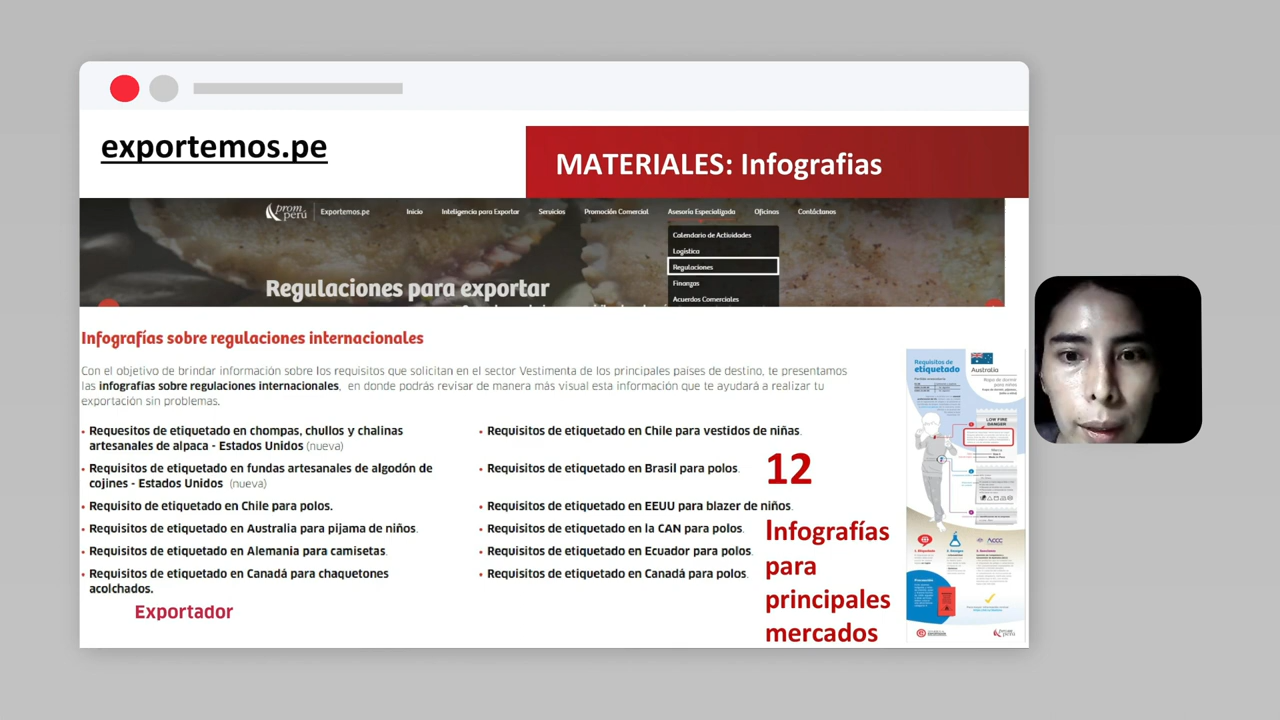 exportemos.pe
MATERIALES: Infografias
prom perú Exportemos.pe Inicio Inteligencia para Exportar Servicios Promoción Comercial Asesoría Especializada Oficinas Contáctanos
Calendario de Actividades
Logística
Regulaciones
Finanzas
Acuerdos Comerciales
Regulaciones para exportar
Infografías sobre regulaciones internacionales
Con el objetivo de brindarte información sobre los requisitos que solicitan en el sector Vestimenta de los principales países de destino, te presentamos
las infografías sobre regulaciones internacionales, en donde podrás revisar de manera más visual esta información que te ayudará a realizar tu
exportación sin problemas.
• Requesitos de etiquetado en chullos y chalinas
artesanales de alpaca - Estados Unidos (nueva)
• Requisitos de etiquetado en fundas artesanales de algodón de
cojines - Estados Unidos (nueva)
• Requisito de etiquetado en Chile para polos.
• Requisitos de etiquetado en Australia para pijama de niños.
• Requisitos de etiquetado en Alemania para camisetas
• Requisitos de etiquetado en para
acolchados.
Exportador
• Requisitos de etiquetado en Chile para vestidos de niñas.
• Requisitos de etiquetado en Brasil para polos
• Requisitos de etiquetado en EEUU para blazer de niños.
• Requisitos de etiquetado en la CAN para polos
• Requisitos de etiquetado en Ecuador para polos.
• Requisitos de etiquetado en Canadá para polos
12
Infografías
para
principales
mercados
Requisitos de
etiquetado
Australia
Ropa de dormir
para niños
LOW FIRE
DANGER
ACCC